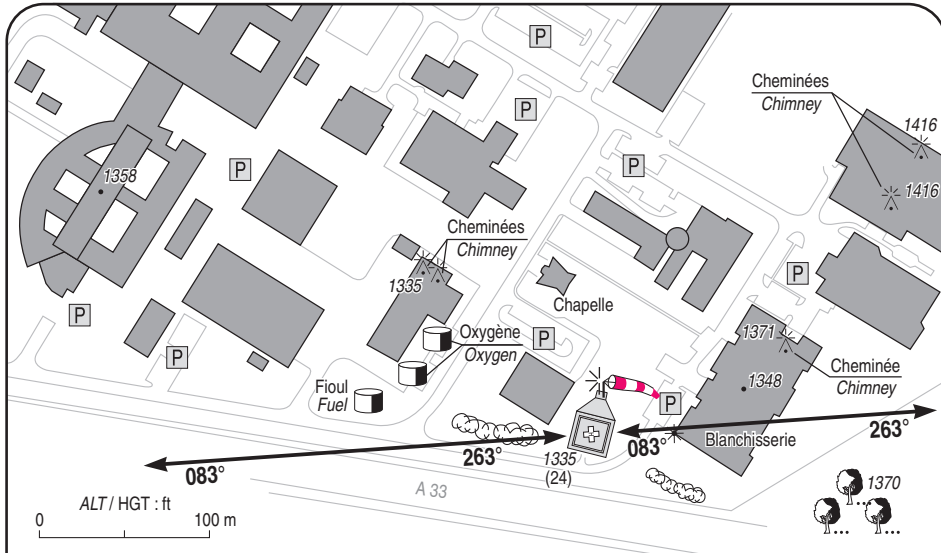 P
Cheminées
Chimney
P
1416
P
P
1416
1358
Cheminées
Chimney
1335
P
Chapelle
P
Oxygène
Oxygen
P
1371
P
Fioul
Fuel
Cheminée
Chimney
1348
P
Blanchisserie
263°
083°
263°
083°
1335
(24)
A 33
1370
ALT / HGT : ft
0
100 m